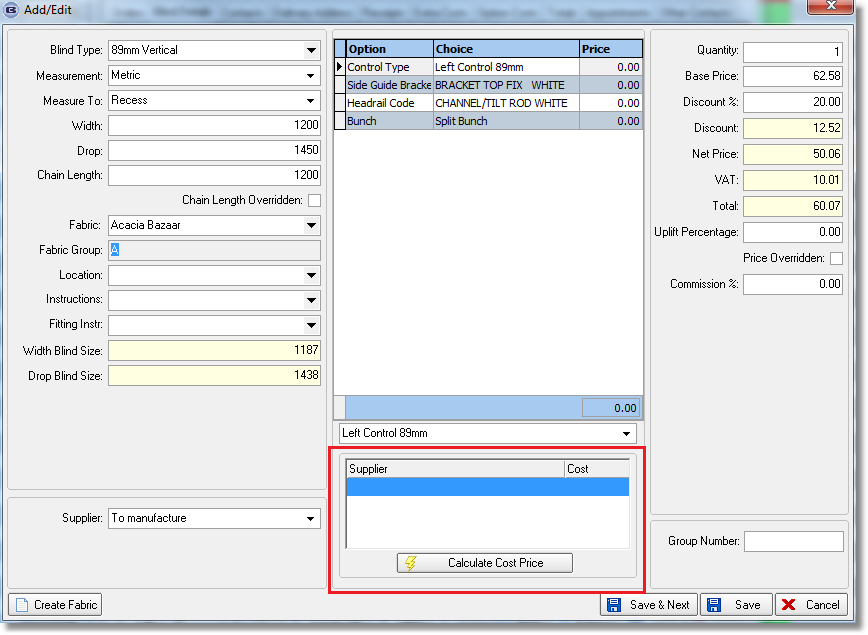 Add/Edit
Blind Type: 89mm Vertical
Measurement: Metric
Measure To: Recess
Width: 1200
Drop: 1450
Chain Length: 1200
Chain Length Overridden:
Fabric: Acacia Bazaar
Fabric Group: A
Location:
Instructions:
Fitting Instr:
Width Blind Size: 1187
Drop Blind Size: 1438
Supplier: To manufacture
Create Fabric
Option Choice Price
Control Type Left Control 89mm 0.00
Side Guide Bracke BRACKET TOP FIX WHITE 0.00
Headrail Code CHANNEL/TILT ROD WHITE 0.00
Bunch Split Bunch 0.00
0.00
Left Control 89mm
Supplier Cost
Calculate Cost Price
Quantity: 1
Base Price: 62.58
Discount %: 20.00
Discount: 12.52
Net Price: 50.06
VAT: 10.01
Total: 60.07
Uplift Percentage: 0.00
Price Overridden:
Commission %: 0.00
Group Number:
Save & Next Save Cancel